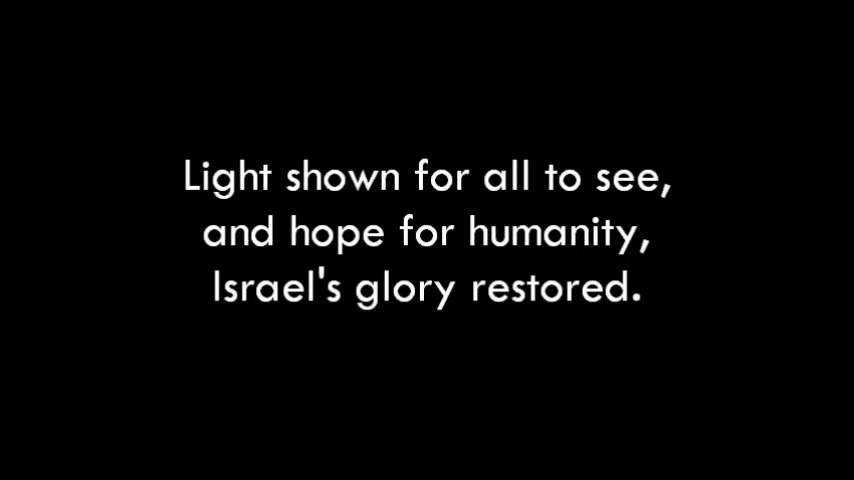 Light shown for all to see,
and hope for humanity,
Israel's glory restored.